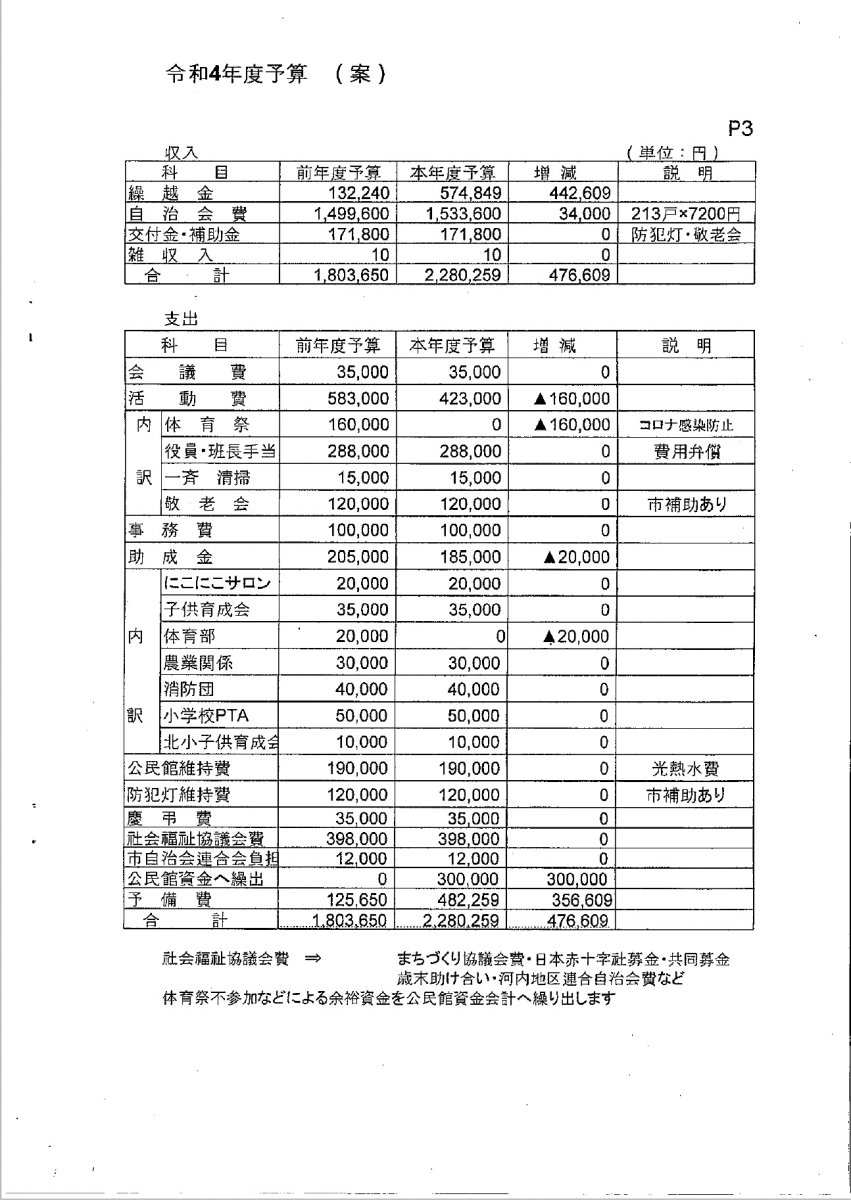 令和4年度予算 (案)
P3
収入 (単位:円)
科 目 前年度予算 本年度予算 増 減 説 明
繰 越 金 132,240 574,849 442,609
自 治 会 費 1,499,600 1,533,600 34,000 213戸×7200円
交付金・補助金 171,800 171,800 0 防犯灯・敬老会
雑 収 入 10 10 0
合 計 1,803,650 2,280,259 476,609
支出
科 目 前年度予算 本年度予算 増 減 説 明
会 議 費 35,000 35,000 0
活 動 費 583,000 423,000 ▲160,000
内 体 育 祭 160,000 0 ▲160,000 コロナ感染防止
役員・班長手当 288,000 288,000 0 費用弁償
訳 一斉 清掃 15,000 15,000 0
敬 老 会 120,000 120,000 0 市補助あり
事 務 費 100,000 100,000 0
助 成 金 205,000 185,000 ▲20,000
にこにこサロン 20,000 20,000 0
子供育成会 35,000 35,000 0
内 体育部 20,000 0 ▲20,000
農業関係 30,000 30,000 0
消防団 40,000 40,000 0
訳 小学校PTA 50,000 50,000 0
北小子供育成会 10,000 10,000 0
公民館維持費 190,000 190,000 0 光熱水費
防犯灯維持費 120,000 120,000 0 市補助あり
慶 弔 費 35,000 35,000 0
社会福祉協議会費 398,000 398,000 0
市自治会連合会負担 12,000 12,000 0
公民館資金へ繰出 0 300,000 300,000
予 備 費 125,650 482,259 356,609
合 計 1,803,650 2,280,259 476,609
社会福祉協議会費 ⇒ まちづくり協議会費・日本赤十字社募金・共同募金
歳末助け合い・河内地区連合自治会費など
体育祭不参加などによる余裕資金を公民館資金会計へ繰り出します